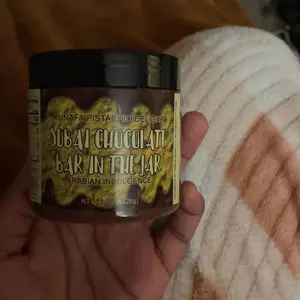 KUNAFA PISTACHIO DELIGHT
DUBAI CHOCOLATE
BAR IN THE JAR
ARABIAN INDULGENCE